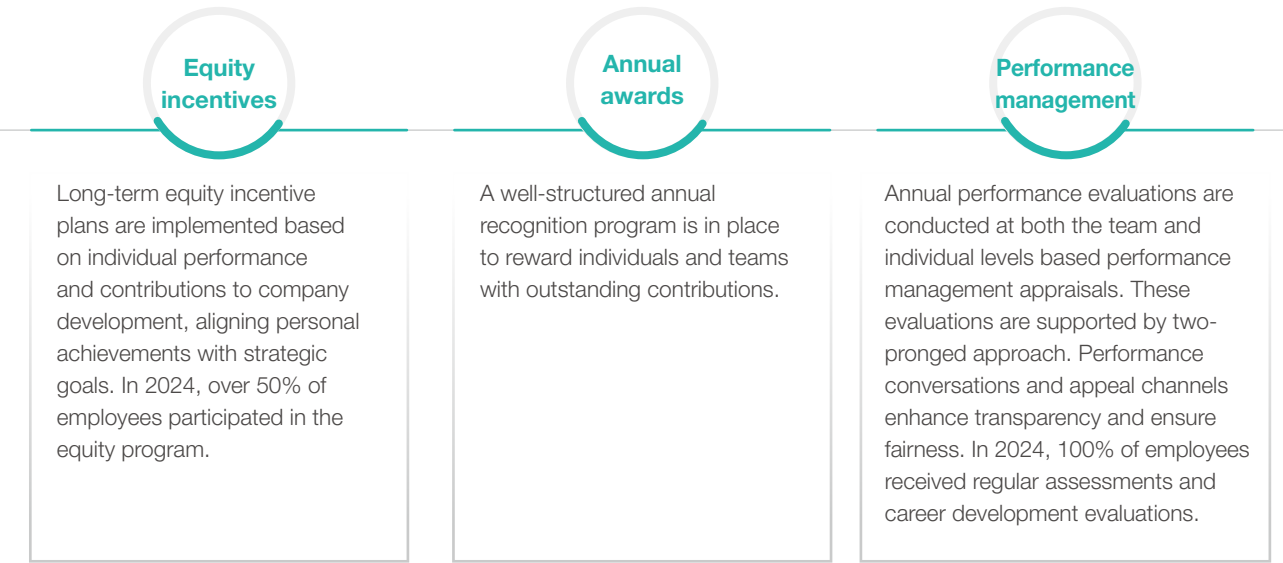 Equity
incentives
Long-term equity incentive
plans are implemented based
on individual performance
and contributions to company
development, aligning personal
achievements with strategic
goals. In 2024, over 50% of
employees participated in the
equity program.
Annual
awards
A well-structured annual
recognition program is in place
to reward individuals and teams
with outstanding contributions.
Performance
management
Annual performance evaluations are
conducted at both the team and
individual levels based performance
management appraisals. These
evaluations are supported by two-
pronged approach. Performance
conversations and appeal channels
enhance transparency and ensure
fairness. In 2024, 100% of employees
received regular assessments and
career development evaluations.